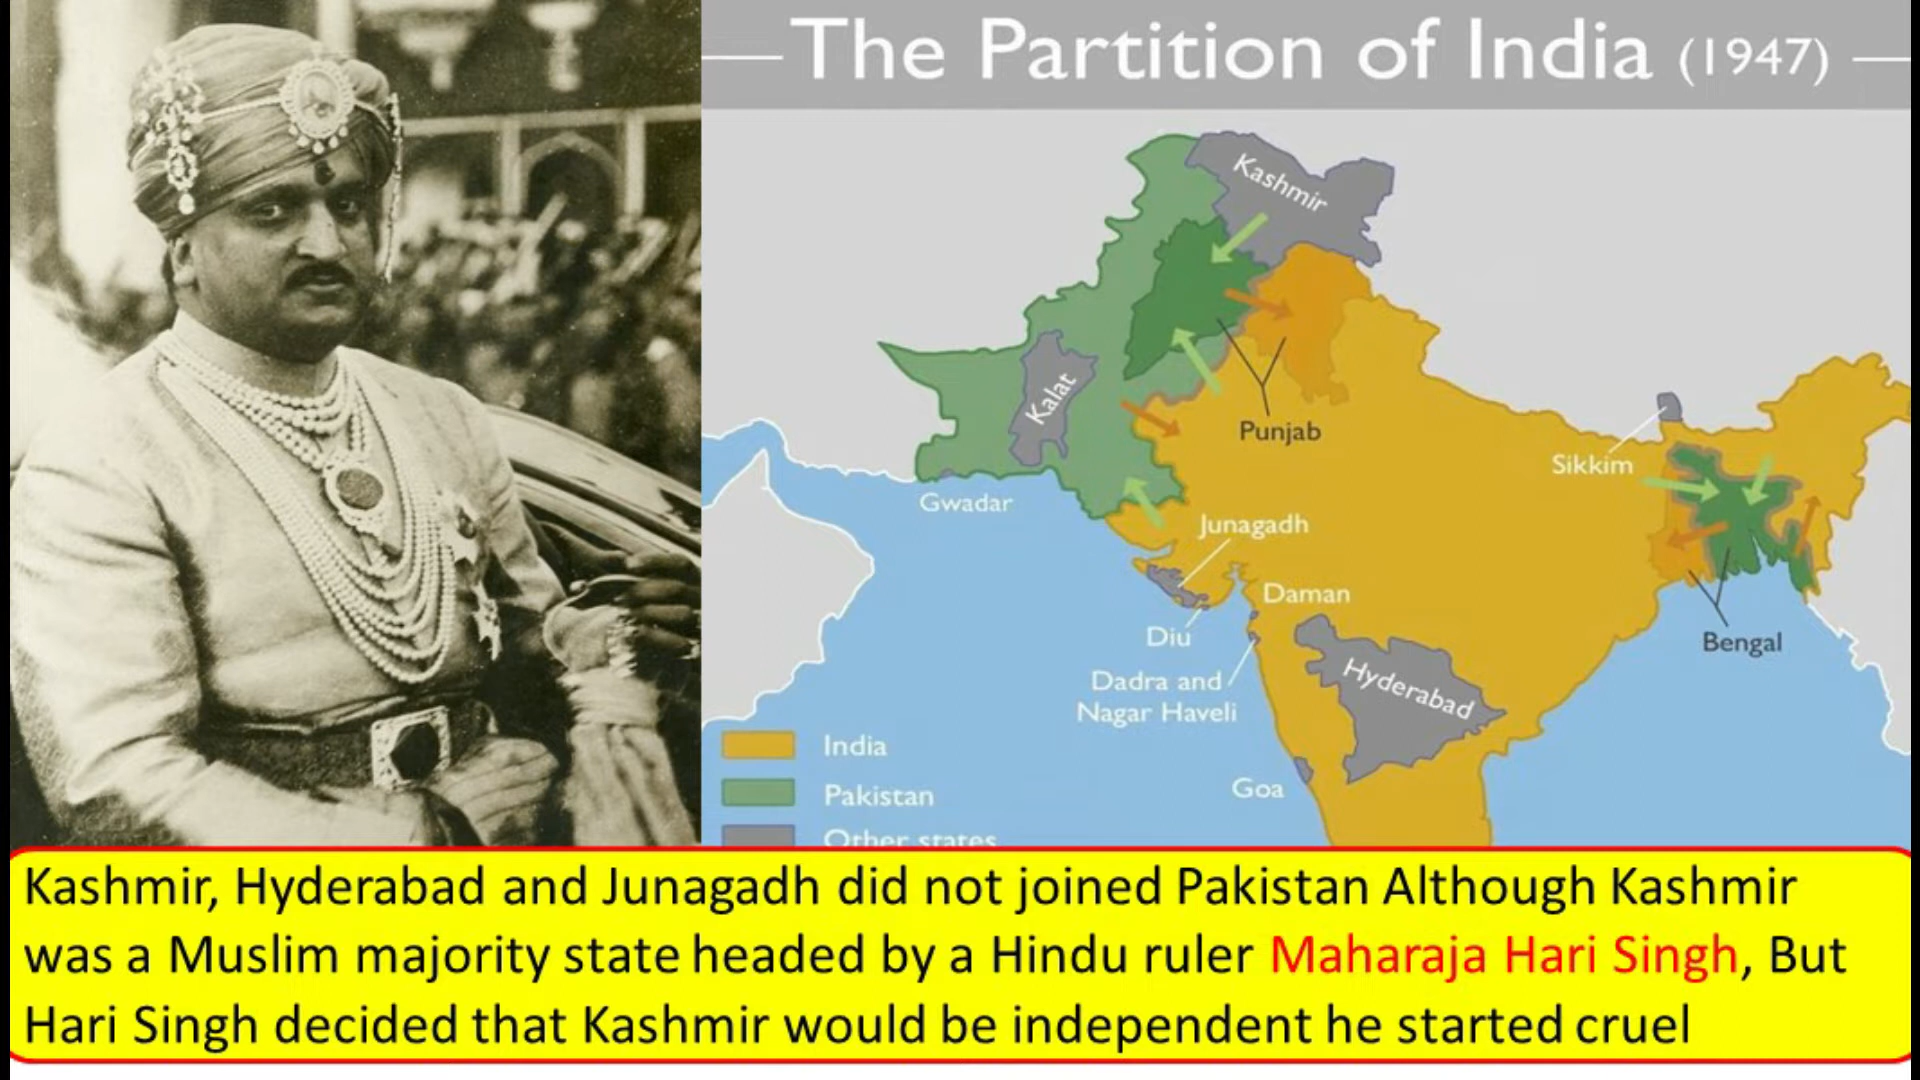 The Partition of India (1947)
Kashmir
Kalat
Punjab
Sikkim
Gwadar
Junagadh
Daman
Diu
Bengal
Dadra and
Nagar Haveli
Hyderabad
India
Goa
Pakistan
Other states
Kashmir, Hyderabad and Junagadh did not joined Pakistan Although Kashmir
was a Muslim majority state headed by a Hindu ruler Maharaja Hari Singh, But
Hari Singh decided that Kashmir would be independent he started cruel